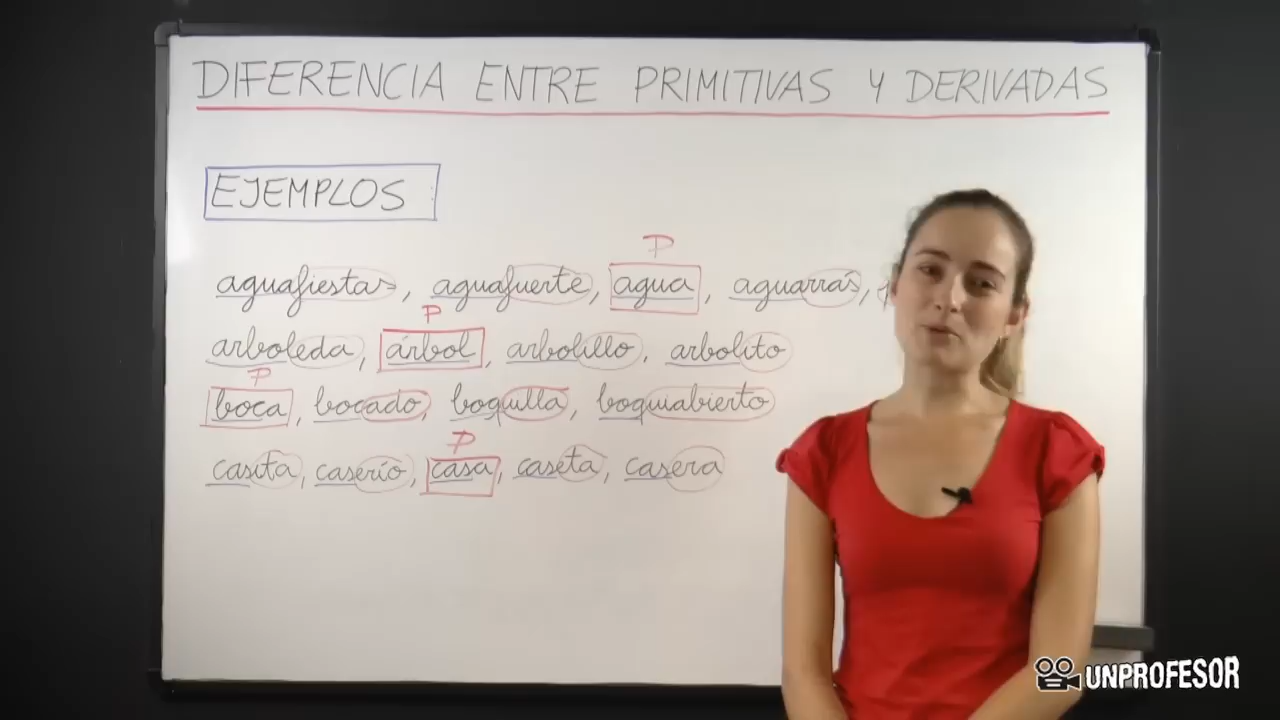 DIFERENCIA ENTRE PRIMITIVAS Y DERIVADAS
EJEMPLOS:
P
aguafiestas, aguafuerte, agua, aguarrás,
P
arboleda, árbol, arbolillo, arbolito
P
boca, bocado, boquilla, boquiabierto
P
casita, caserío, casa, caseta, casera
UNPROFESOR